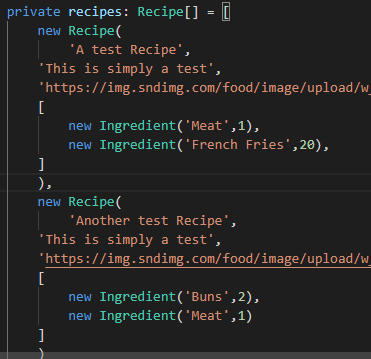 private recipes: Recipe[] = [
new Recipe(
'A test Recipe',
'This is simply a test',
'https://img.sndimg.com/food/image/upload/w_
[
new Ingredient('Meat',1),
new Ingredient('French Fries',20),
]
),
new Recipe(
'Another test Recipe',
'This is simply a test',
'https://img.sndimg.com/food/image/upload/w_
[
new Ingredient('Buns',2),
new Ingredient('Meat',1)
]
)